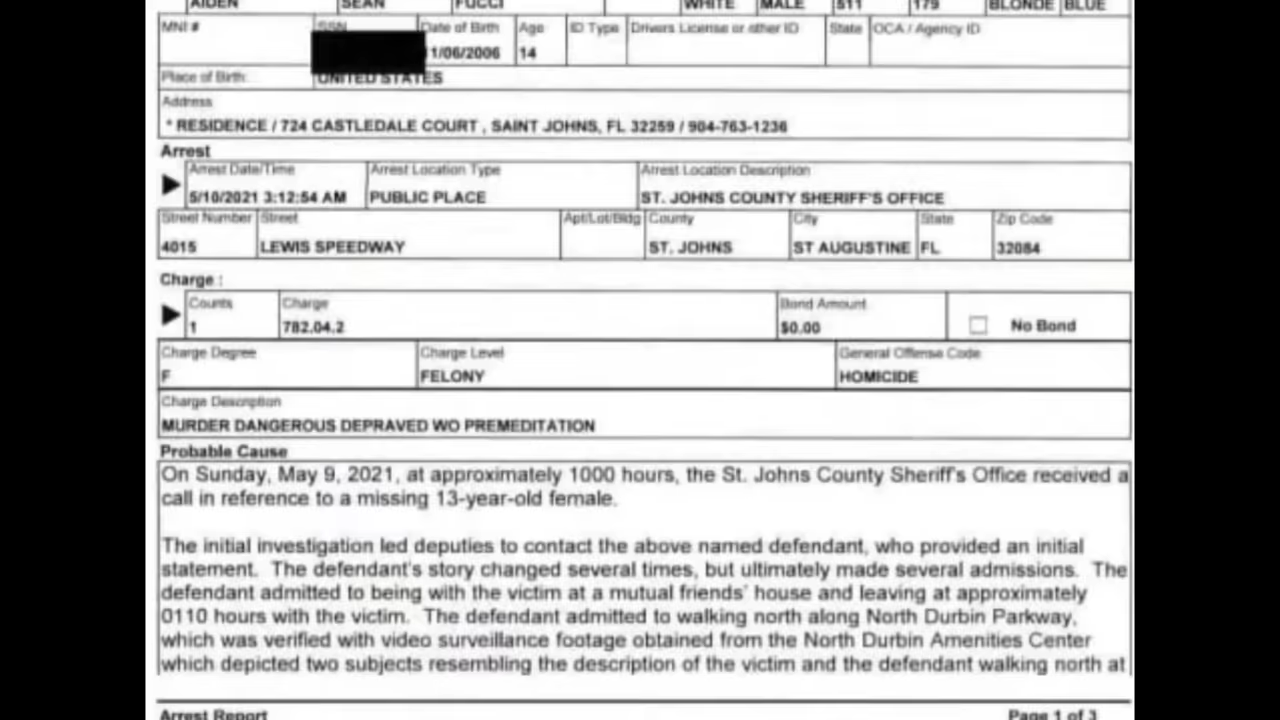 AIDEN SEAN FUCCI WHITE MALE 511 179 BLONDE BLUE
MNI # SSN Date of Birth Age ID Type Drivers License or other ID State OCA / Agency ID
1/06/2006 14
Place of Birth: UNITED STATES
Address
* RESIDENCE / 724 CASTLEDALE COURT , SAINT JOHNS, FL 32259 / 904-763-1236
Arrest
Arrest Date/Time Arrest Location Type Arrest Location Description
5/10/2021 3:12:54 AM PUBLIC PLACE ST. JOHNS COUNTY SHERIFF'S OFFICE
Street Number Street Apt/Lot/Bldg County City State Zip Code
4015 LEWIS SPEEDWAY ST. JOHNS ST AUGUSTINE FL 32084
Charge :
Counts Charge Bond Amount
1 782.04.2 $0.00 No Bond
Charge Degree Charge Level General Offense Code
F FELONY HOMICIDE
Charge Description
MURDER DANGEROUS DEPRAVED WO PREMEDITATION
Probable Cause
On Sunday, May 9, 2021, at approximately 1000 hours, the St. Johns County Sheriff's Office received a
call in reference to a missing 13-year-old female.
The initial investigation led deputies to contact the above named defendant, who provided an initial
statement. The defendant's story changed several times, but ultimately made several admissions. The
defendant admitted to being with the victim at a mutual friends' house and leaving at approximately
0110 hours with the victim. The defendant admitted to walking north along North Durbin Parkway,
which was verified with video surveillance footage obtained from the North Durbin Amenities Center
which depicted two subjects resembling the description of the victim and the defendant walking north at
Arrest Report Page 1 of 3